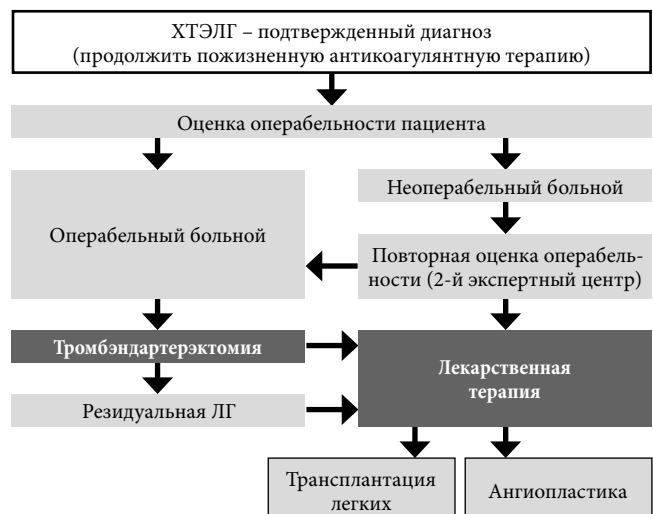 ХТЭЛГ – подтвержденный диагноз
(продолжить пожизненную антикоагулянтную терапию)
Оценка операбельности пациента
Операбельный больной
Неоперабельный больной
Повторная оценка операбель-
ности (2-й экспертный центр)
Тромбэндартерэктомия
Лекарственная
терапия
Резидуальная ЛГ
Трансплантация
легких
Ангиопластика